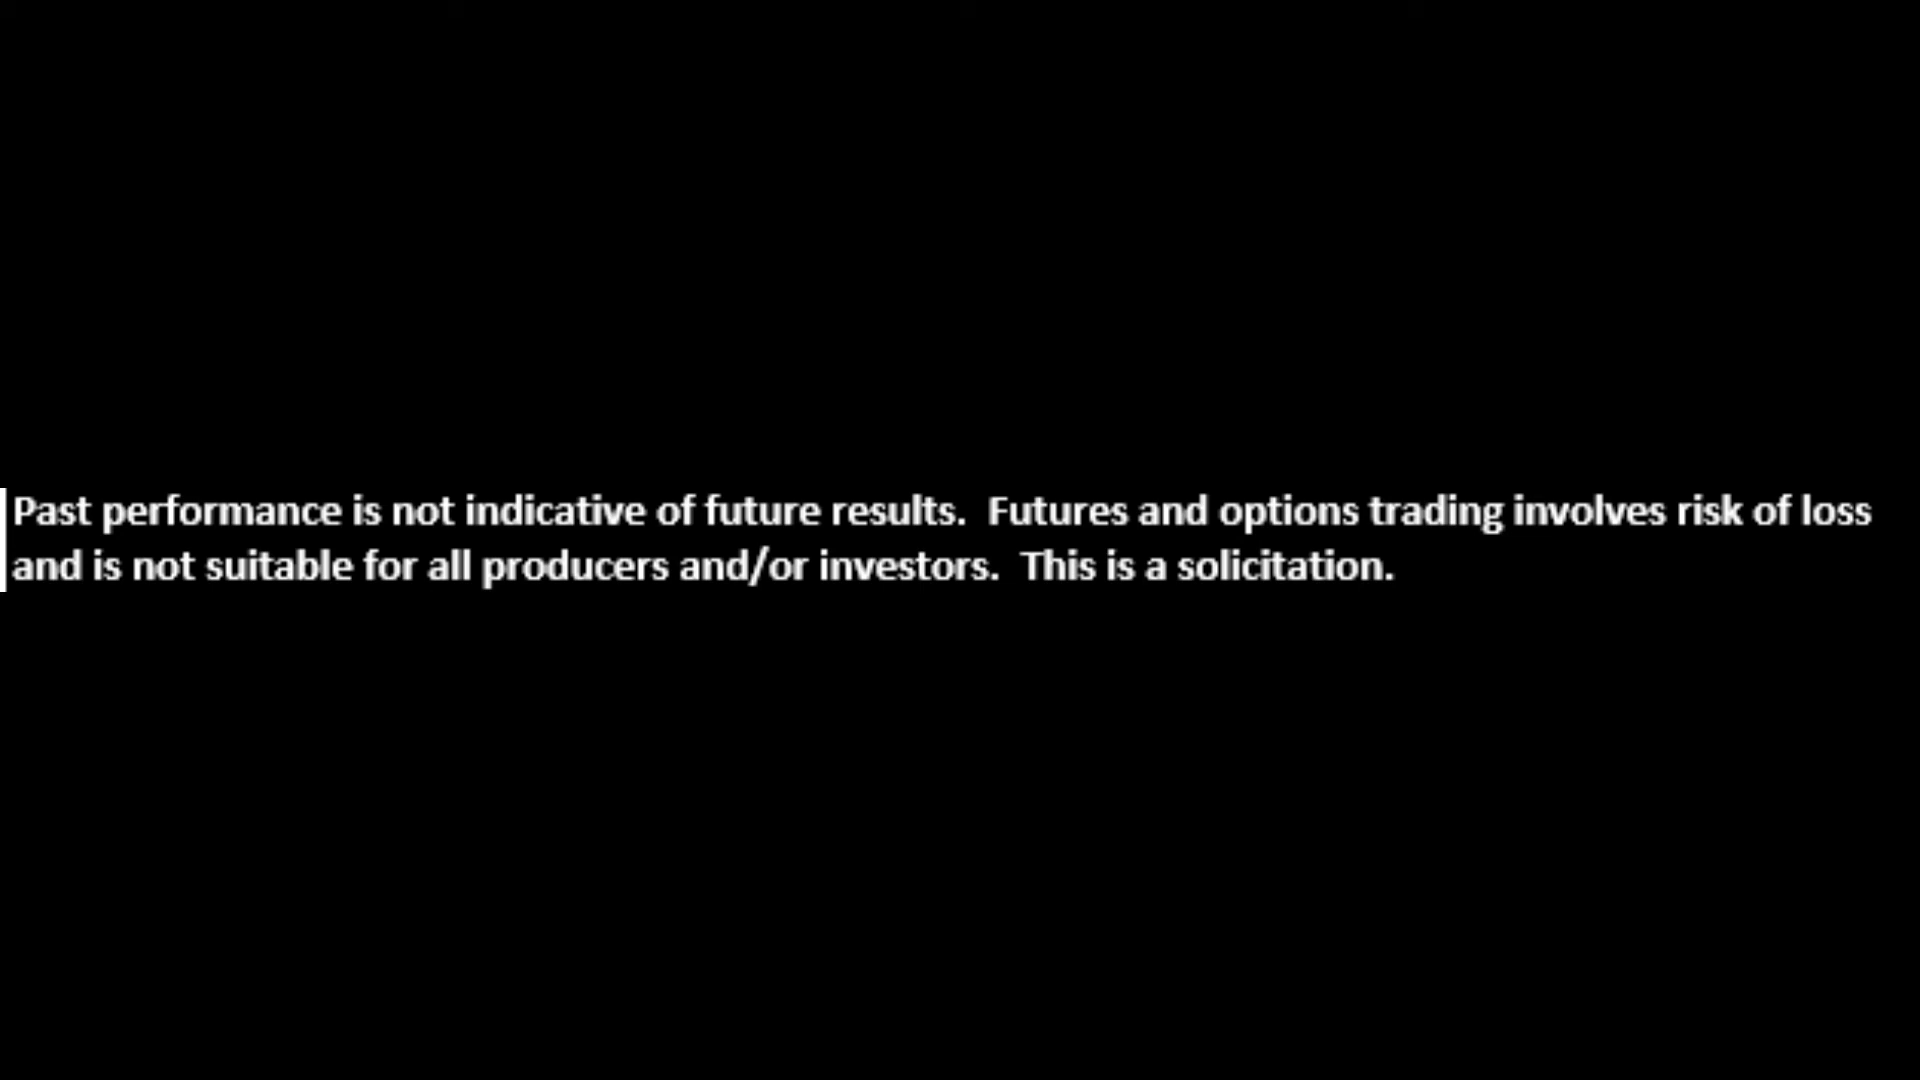 Past performance is not indicative of future results.  Futures and options trading involves risk of loss
and is not suitable for all producers and/or investors.  This is a solicitation.